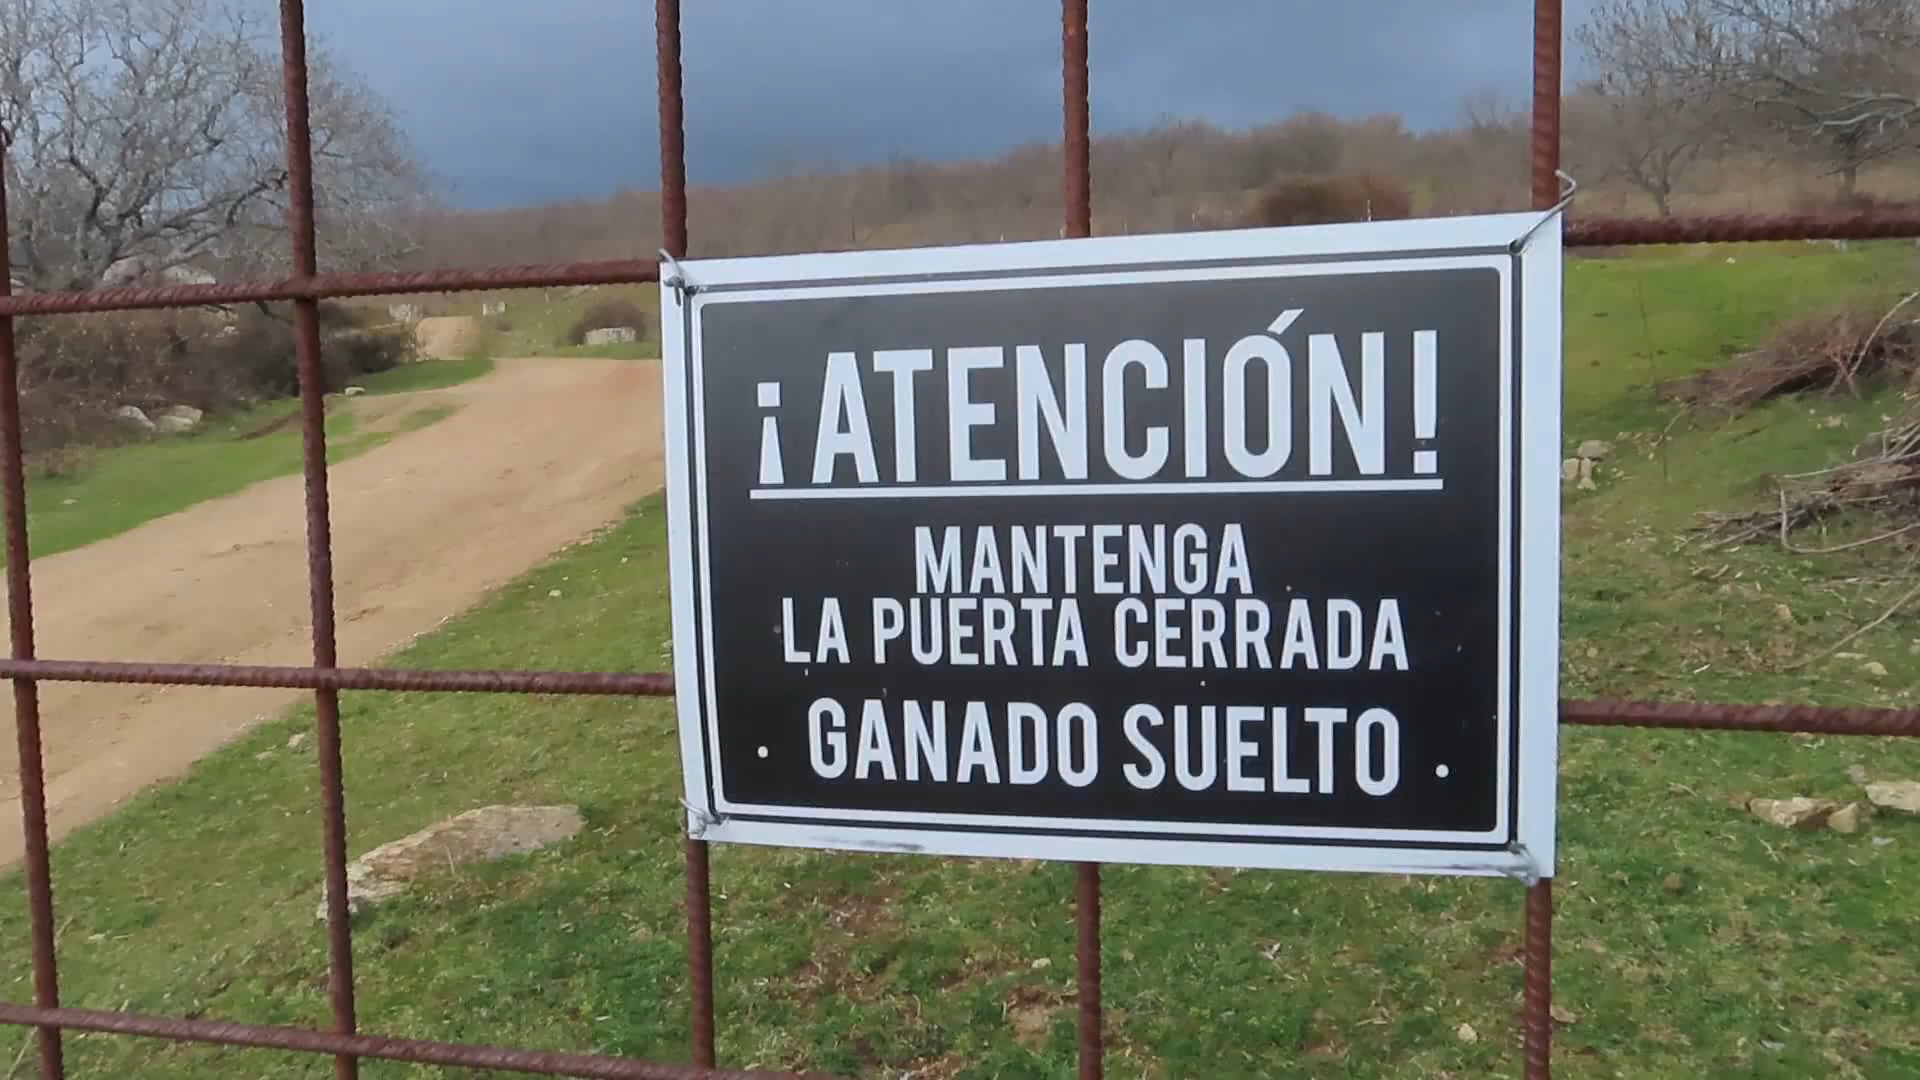 ¡ATENCIÓN!
MANTENGA
LA PUERTA CERRADA
· GANADO SUELTO ·